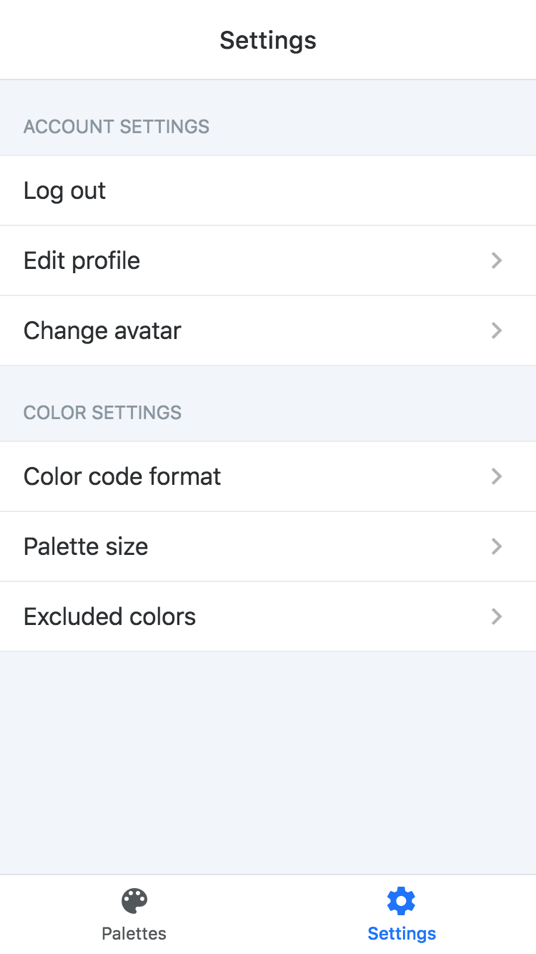 Settings
ACCOUNT SETTINGS
Log out
Edit profile
Change avatar
COLOR SETTINGS
Color code format
Palette size
Excluded colors
Palettes
Settings